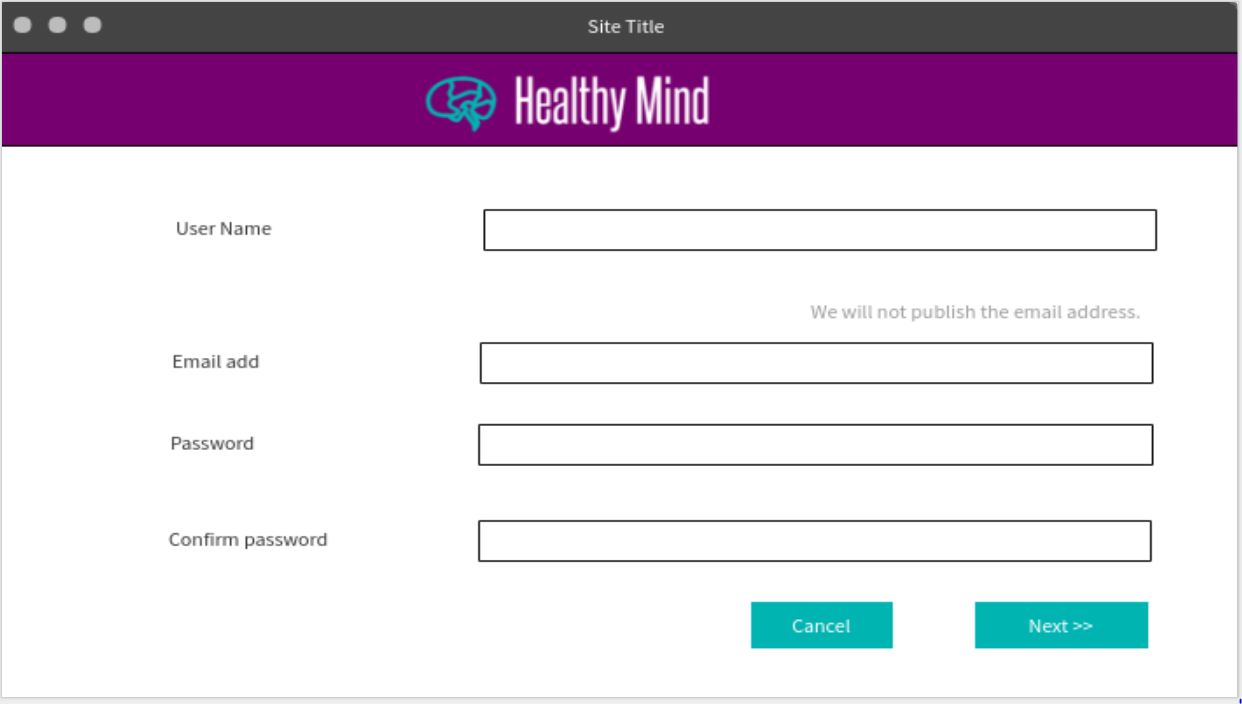 Site Title
Healthy Mind
User Name
We will not publish the email address.
Email add
Password
Confirm password
Cancel
Next >>